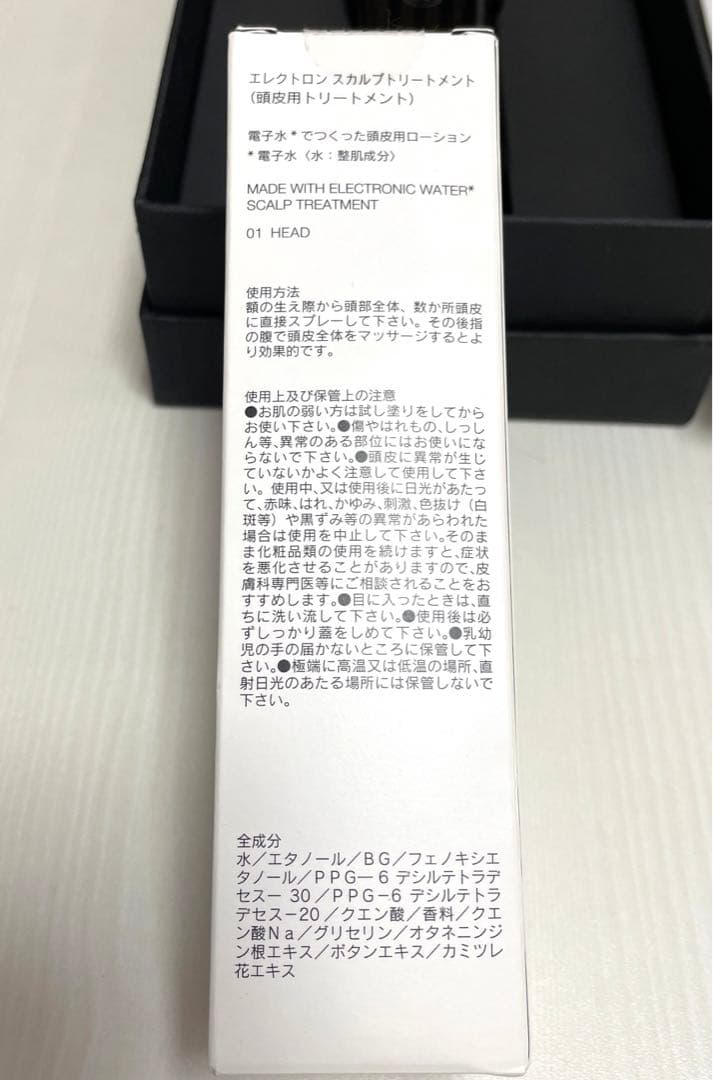 エレクトロン スカルプトリートメント
（頭皮用トリートメント）
電子水＊でつくった頭皮用ローション
＊電子水〈水：整肌成分〉
MADE WITH ELECTRONIC WATER*
SCALP TREATMENT
01 HEAD
使用方法
額の生え際から頭部全体、数か所頭皮
に直接スプレーして下さい。その後指
の腹で頭皮全体をマッサージするとよ
り効果的です。
使用上及び保管上の注意
●お肌の弱い方は試し塗りをしてから
お使い下さい。●傷やはれもの、しっし
ん等、異常のある部位にはお使いにな
らないで下さい。●頭皮に異常が生じ
ていないかよく注意して使用して下さ
い。使用中、又は使用後に日光があたっ
て、赤味、はれ、かゆみ、刺激、色抜け（白
斑等）や黒ずみ等の異常があらわれた
場合は使用を中止して下さい。そのま
ま化粧品類の使用を続けますと、症状
を悪化させることがありますので、皮
膚科専門医等にご相談されることをお
すすめします。●目に入ったときは、直
ちに洗い流して下さい。●使用後は必
ずしっかり蓋をしめて下さい。●乳幼
児の手の届かないところに保管して下
さい。●極端に高温又は低温の場所、直
射日光のあたる場所には保管しないで
下さい。
全成分
水／エタノール／ＢＧ／フェノキシエ
タノール／ＰＰＧ－６デシルテトラデ
セス－30／ＰＰＧ－6 デシルテトラ
デセス－20／クエン酸／香料／クエ
ン酸Ｎａ／グリセリン／オタネニンジ
ン根エキス／ボタンエキス／カミツレ
花エキス